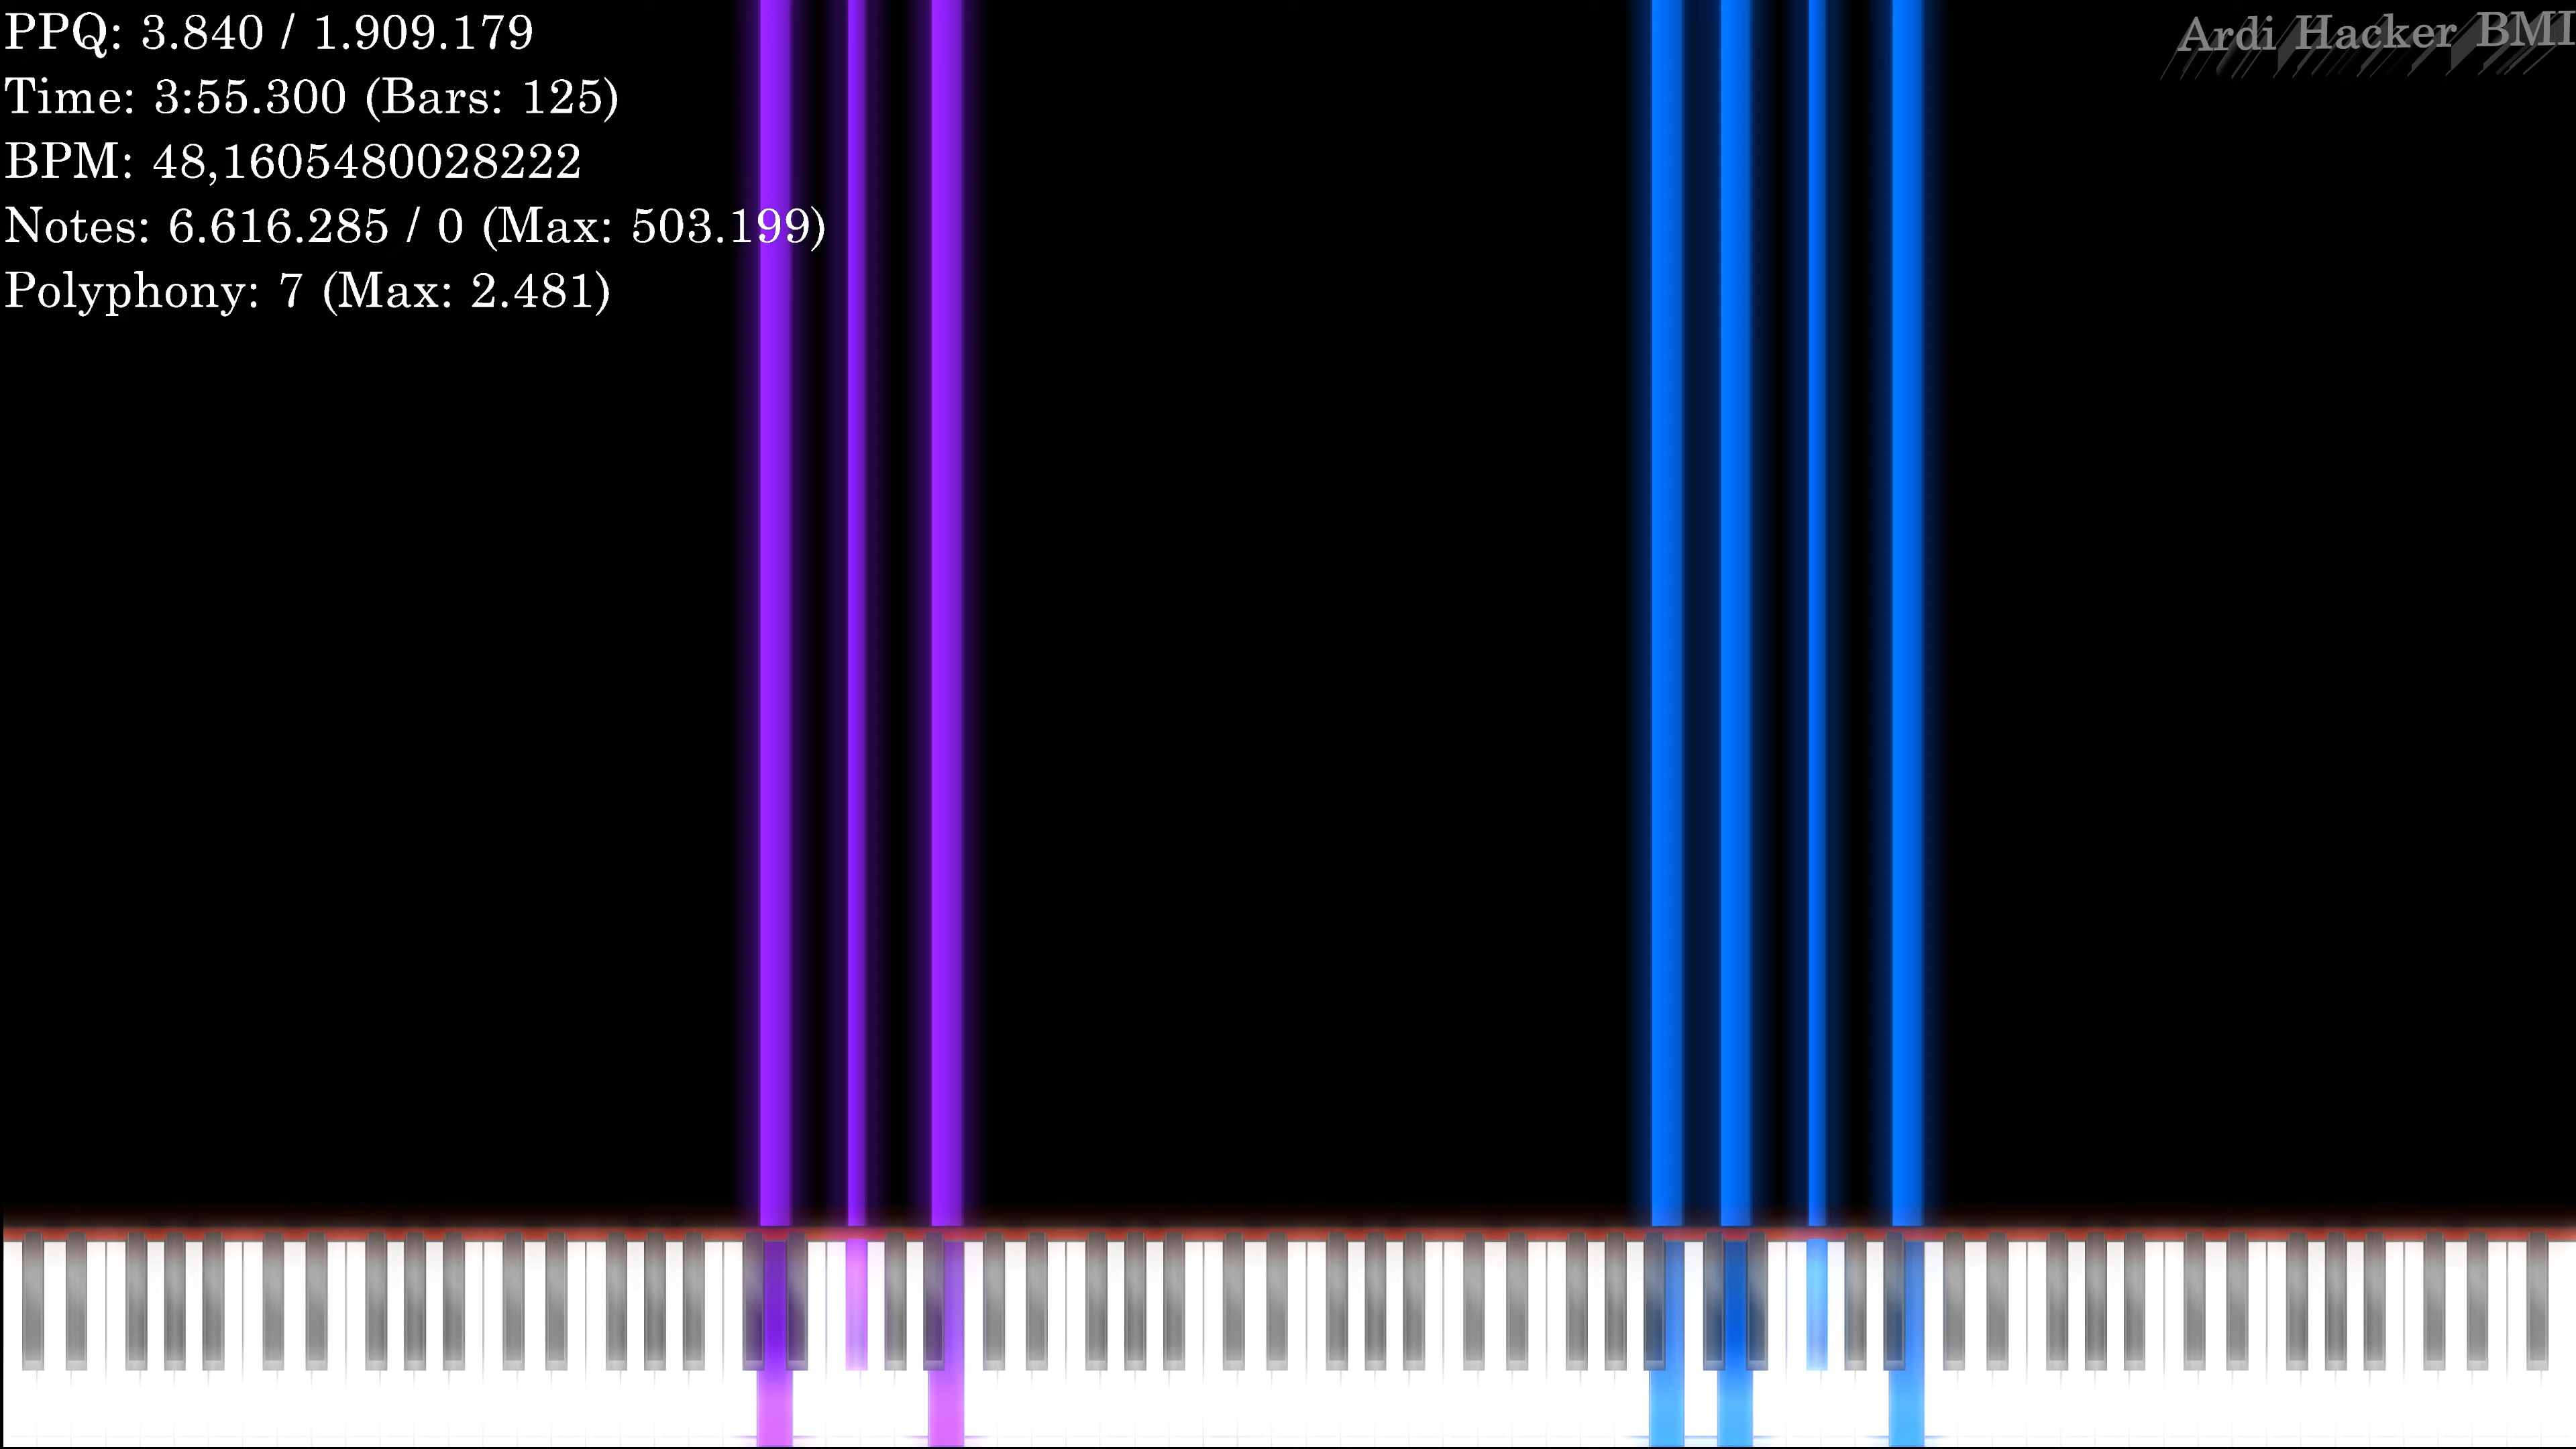 PPQ: 3.840 / 1.909.179
Time: 3:55.300 (Bars: 125)
BPM: 48,1605480028222
Notes: 6.616.285 / 0 (Max: 503.199)
Polyphony: 7 (Max: 2.481)
Ardi Hacker BMI